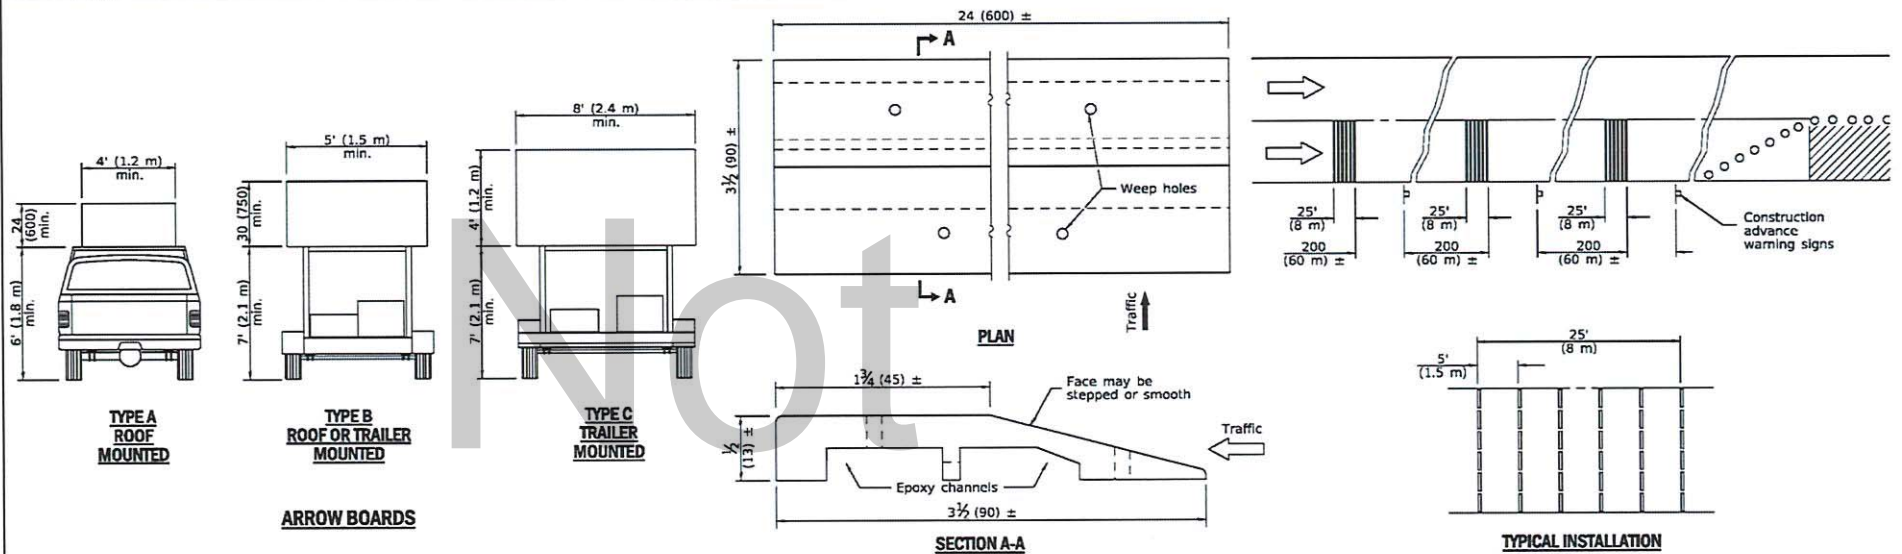 4' (1.2 m)
min.
24
(600)
min.
6' (1.8 m)
min.
TYPE A
ROOF
MOUNTED
5' (1.5 m)
min.
30 (750)
min.
7' (2.1 m)
min.
TYPE B
ROOF OR TRAILER
MOUNTED
8' (2.4 m)
min.
4' (1.2 m)
min.
7' (2.1 m)
min.
TYPE C
TRAILER
MOUNTED
ARROW BOARDS
Not
24 (600) ±
A
3½ (90) ±
Weep holes
A
Traffic
PLAN
1¾ (45) ±
Face may be
stepped or smooth
½
(13) ±
Traffic
Epoxy channels
3½ (90) ±
SECTION A-A
25'
(8 m)
200
(60 m) ±
25'
(8 m)
200
(60 m) ±
25'
(8 m)
200
(60 m) ±
Construction
advance
warning signs
25'
(8 m)
5'
(1.5 m)
TYPICAL INSTALLATION